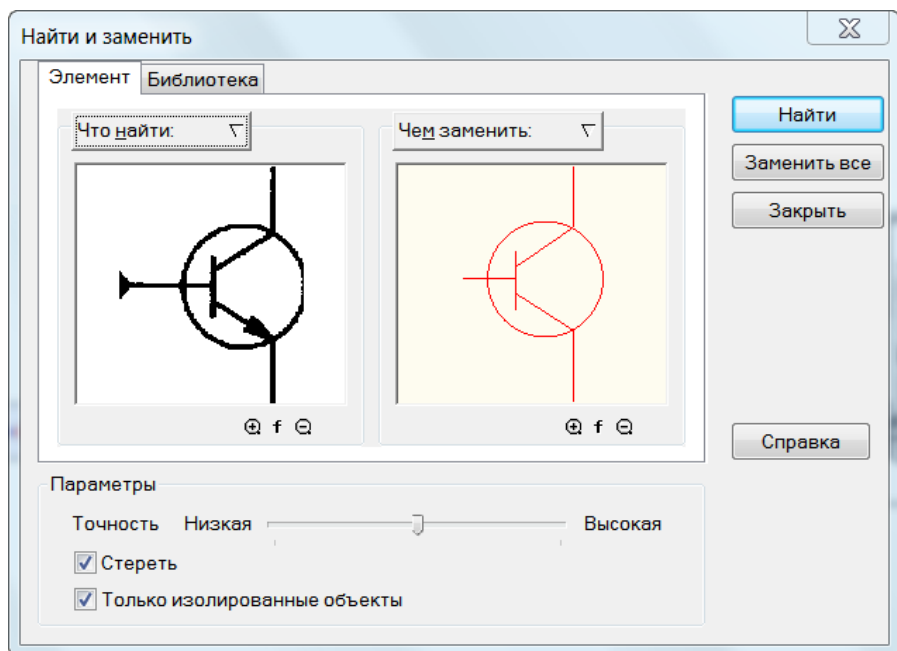 Найти и заменить
Элемент Библиотека
Что найти: Чем заменить:
Найти
Заменить все
Закрыть
f f
Справка
Параметры
Точность Низкая Высокая
Стереть
Только изолированные объекты